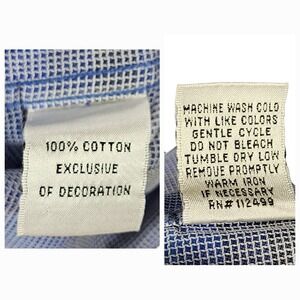 100% COTTON
EXCLUSIVE
OF DECORATION
MACHINE WASH COLD
WITH LIKE COLORS
GENTLE CYCLE
DO NOT BLEACH
TUMBLE DRY LOW
REMOVE PROMPTLY
WARM IRON
IF NECESSARY
RN# 112499